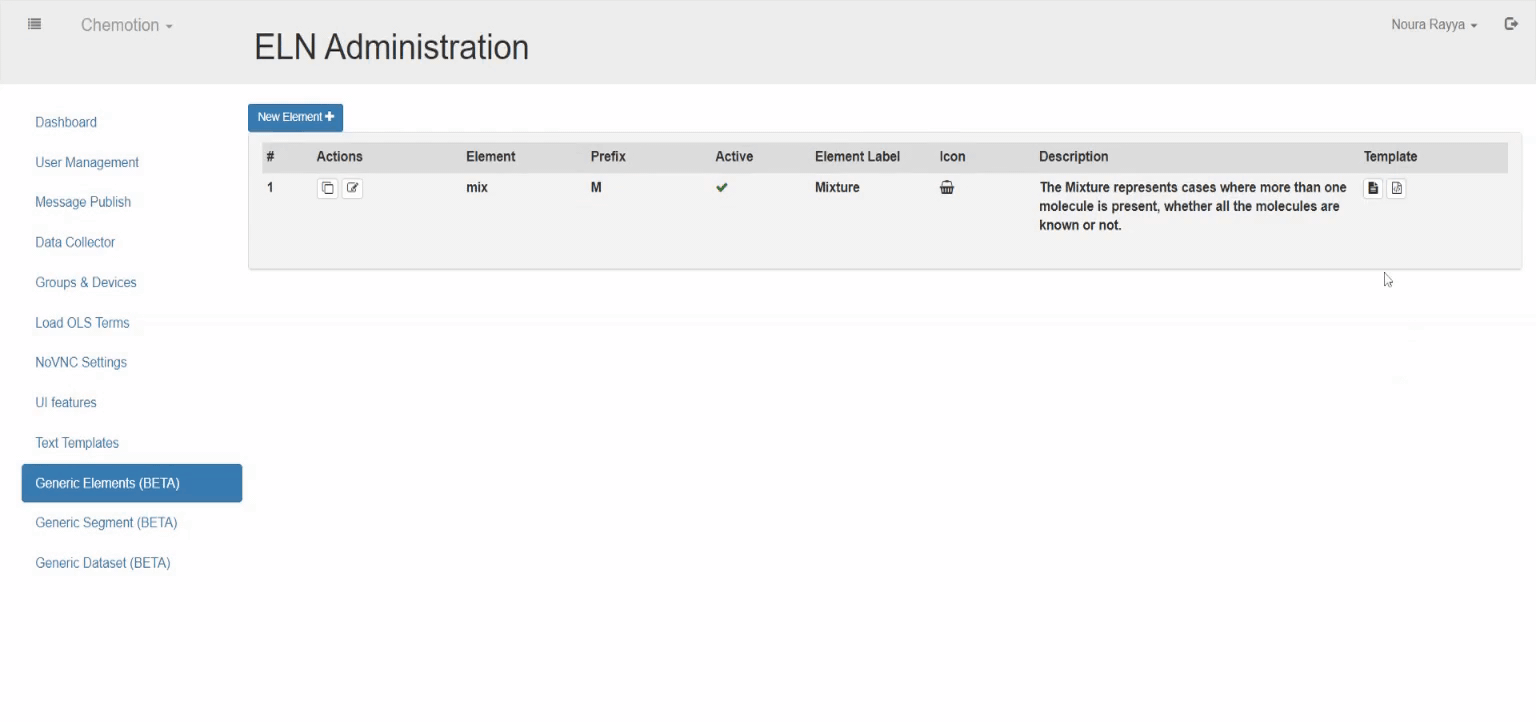 Chemotion
ELN Administration
Noura Rayya
Dashboard
User Management
Message Publish
Data Collector
Groups & Devices
Load OLS Terms
NoVNC Settings
UI features
Text Templates
Generic Elements (BETA)
Generic Segment (BETA)
Generic Dataset (BETA)
New Element +
# Actions Element Prefix Active Element Label Icon Description Template
1 mix M Mixture The Mixture represents cases where more than one
molecule is present, whether all the molecules are
known or not.